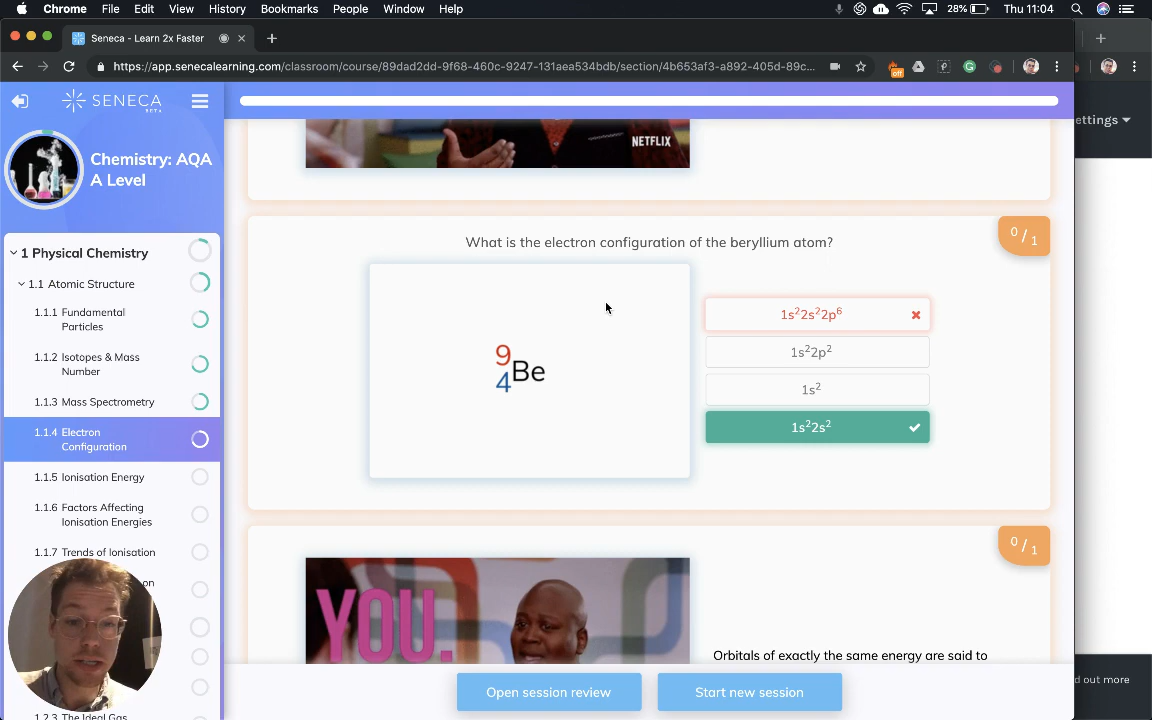 Chrome File Edit View History Bookmarks People Window Help 28% Thu 11:04
Seneca - Learn 2x Faster
https://app.senecalearning.com/classroom/course/89dad2dd-9f68-460c-9247-131aea534bdb/section/4b653af3-a892-405d-89c...
off
ettings
SENECA
BETA
Chemistry: AQA
A Level
1 Physical Chemistry
1.1 Atomic Structure
1.1.1 Fundamental
Particles
1.1.2 Isotopes & Mass
Number
1.1.3 Mass Spectrometry
1.1.4 Electron
Configuration
1.1.5 Ionisation Energy
1.1.6 Factors Affecting
Ionisation Energies
1.1.7 Trends of Ionisation
on
1.2.3 The Ideal Gas
NETFLIX
0/1
What is the electron configuration of the beryllium atom?
9
4
Be
1s²2s²2p⁶
1s²2p²
1s²
1s²2s²
0/1
YOU.
Orbitals of exactly the same energy are said to
Open session review
Start new session
d out more